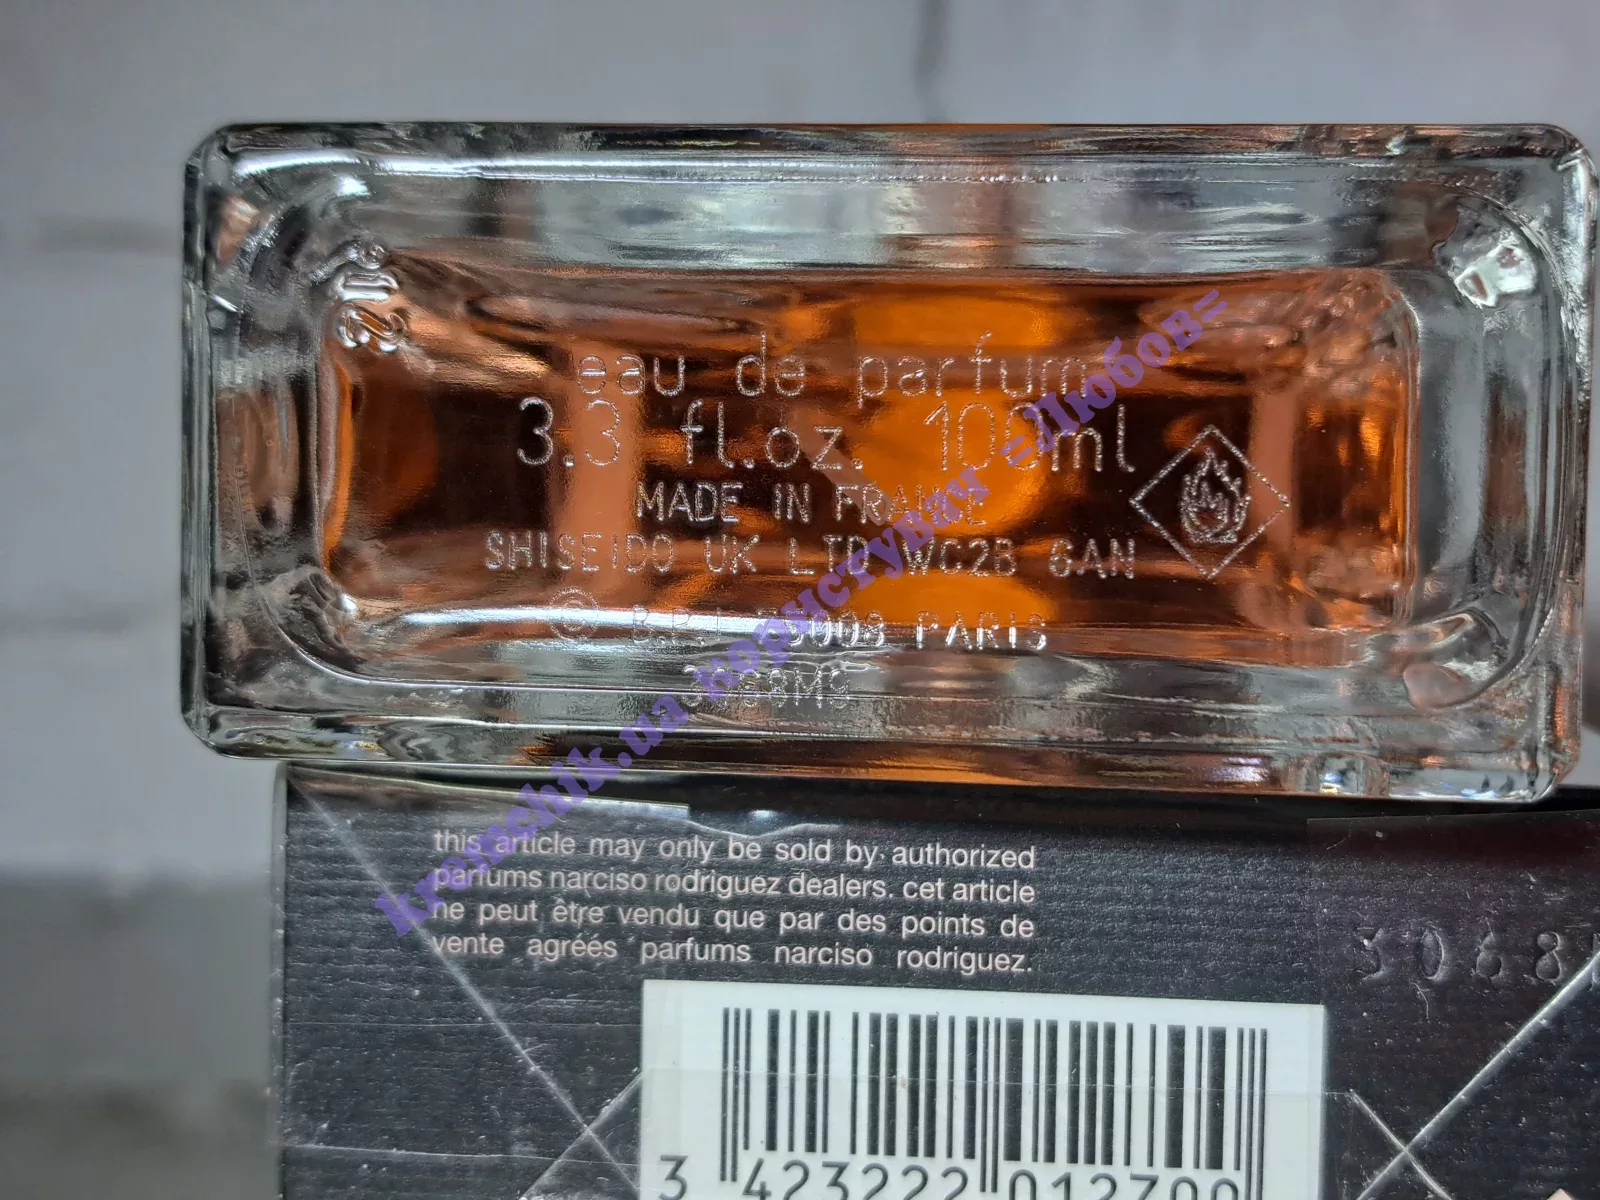 eau de parfum
3.3 fl.oz. 100ml
MADE IN FRANCE
SHISEIDO UK LTD WC2B 6AN
© B.P.I. 75008 PARIS
this article may only be sold by authorized
parfums narciso rodriguez dealers. cet article
ne peut être vendu que par des points de
vente agréés parfums narciso rodriguez.
3 423222 012700
kramchik.ua користувач =Любов=